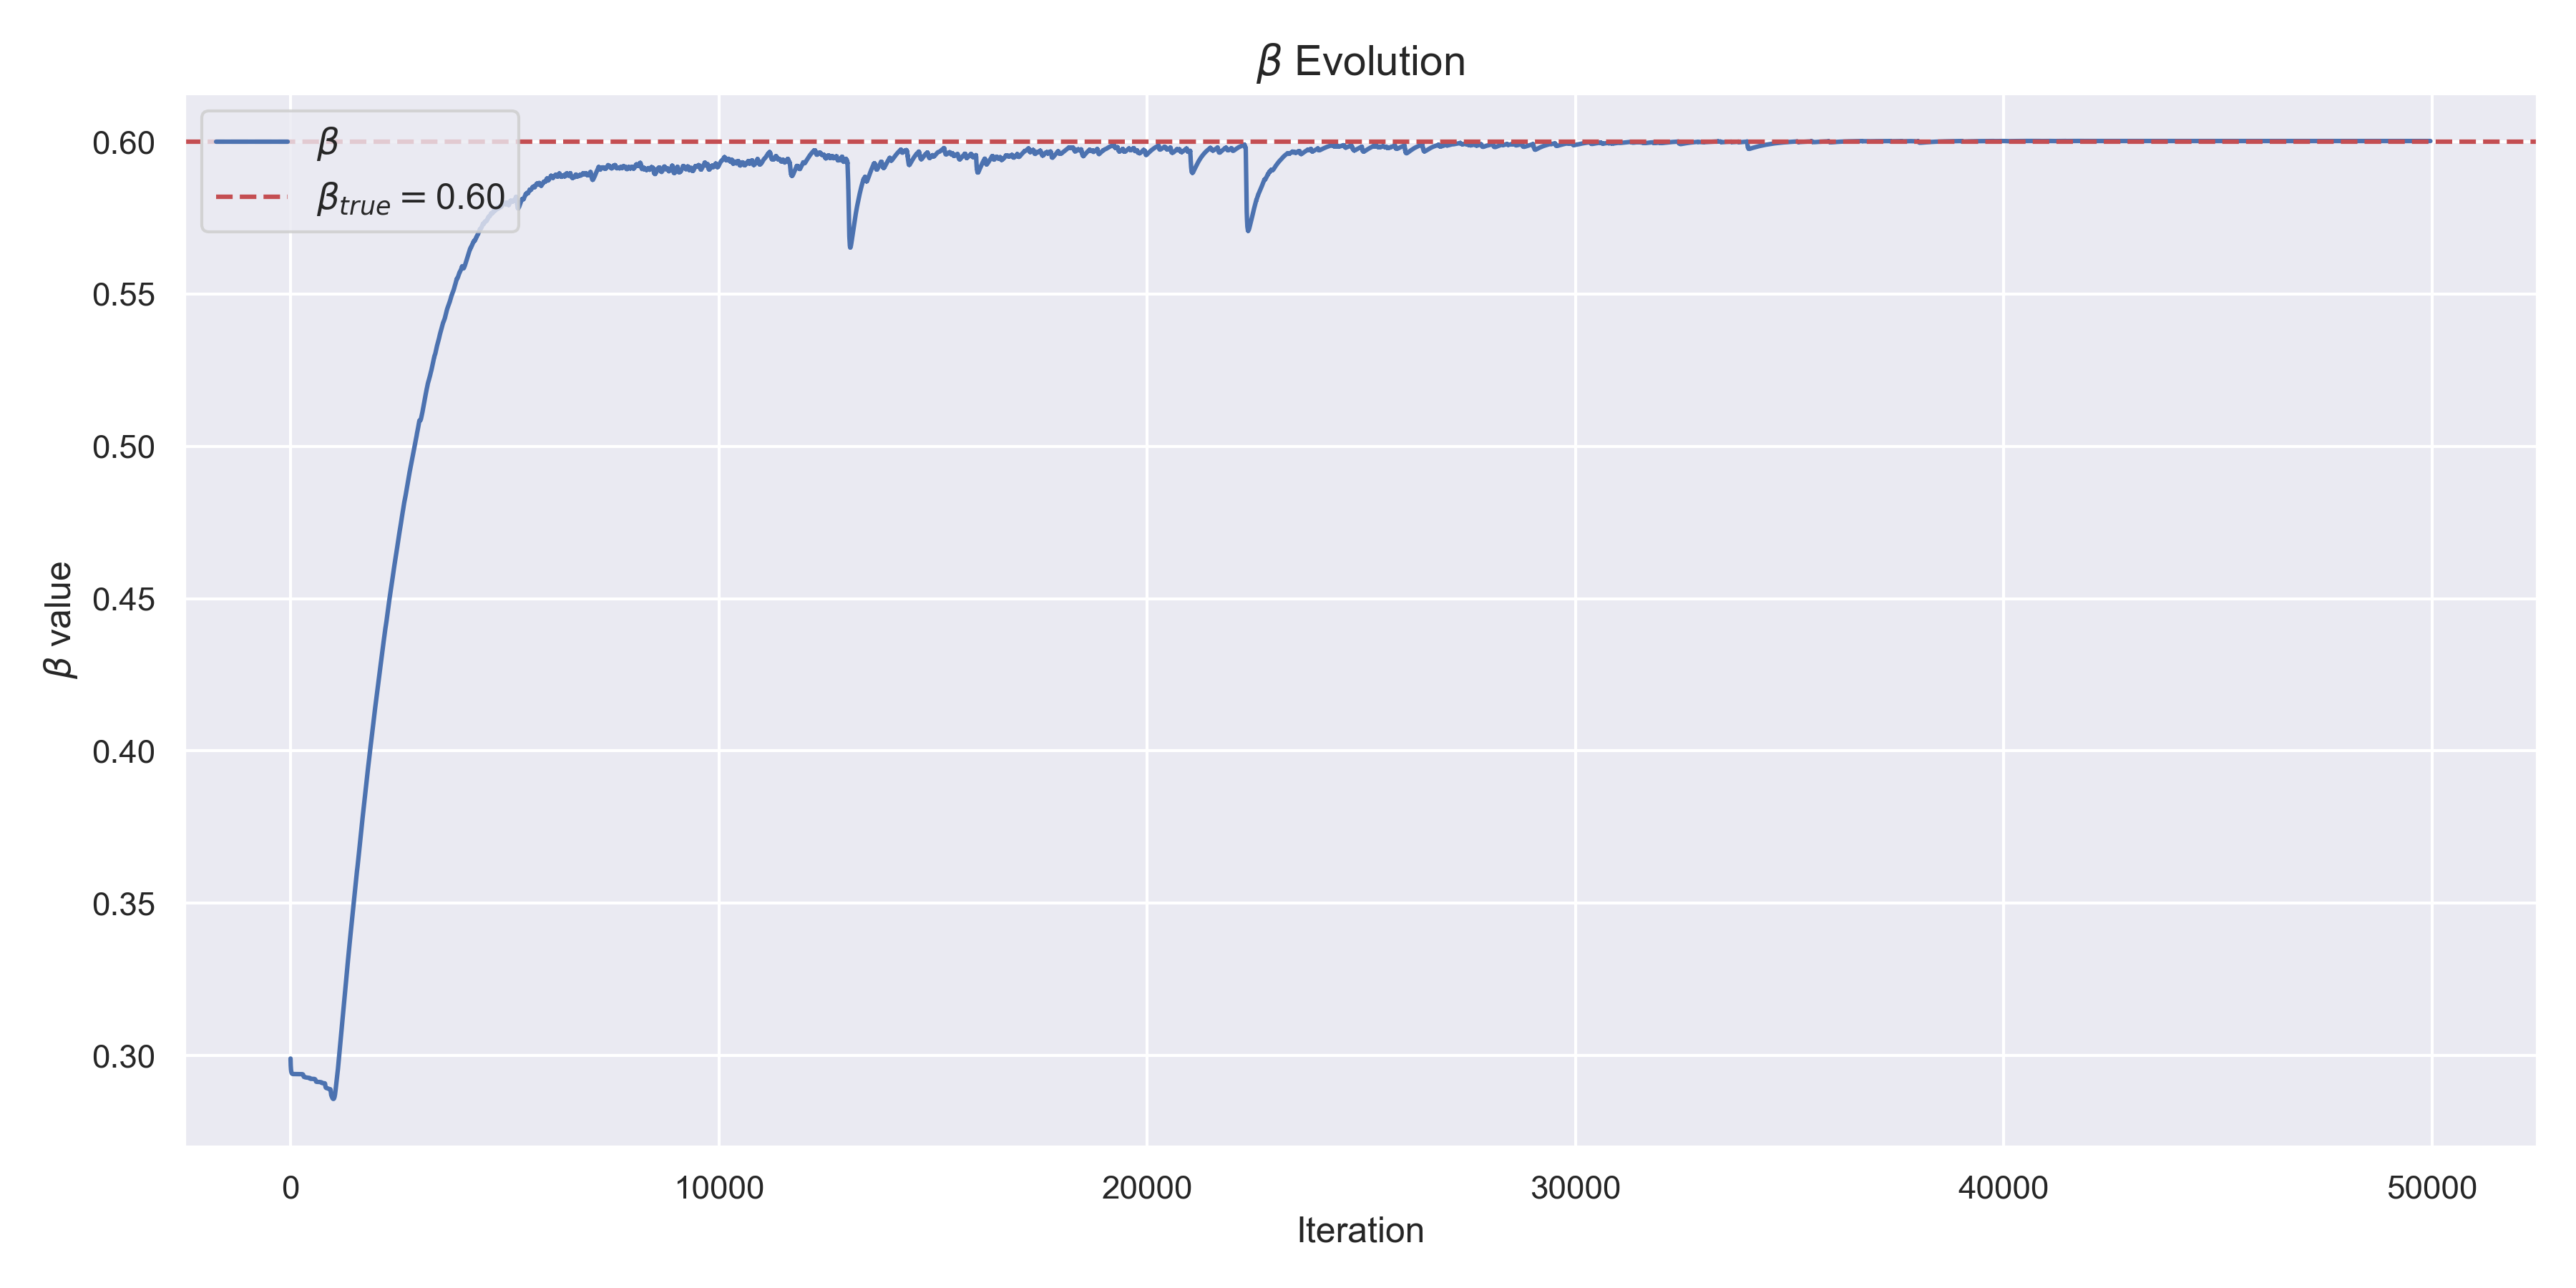 β Evolution
β
β_true = 0.60
β value
0.60
0.55
0.50
0.45
0.40
0.35
0.30
0 10000 20000 30000 40000 50000
Iteration